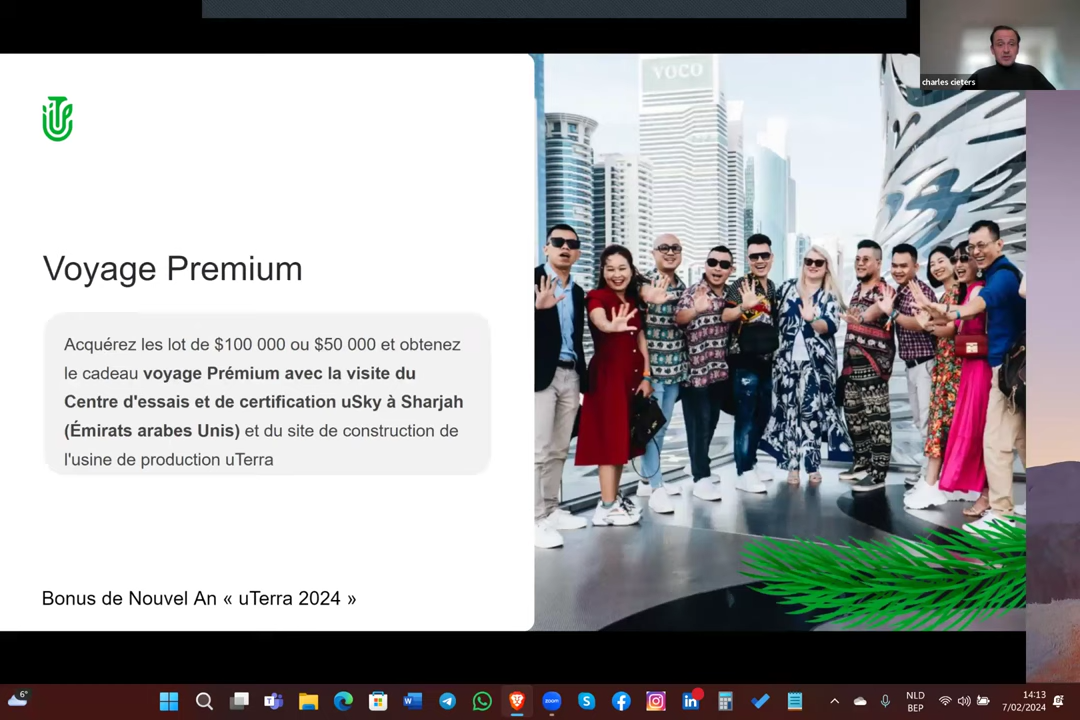 VOCO
charles cieters
Voyage Premium
Acquérez les lot de $100 000 ou $50 000 et obtenez
le cadeau voyage Prémium avec la visite du
Centre d'essais et de certification uSky à Sharjah
(Émirats arabes Unis) et du site de construction de
l'usine de production uTerra
Bonus de Nouvel An « uTerra 2024 »
6°
zoom
NLD
BEP
14:13
7/02/2024